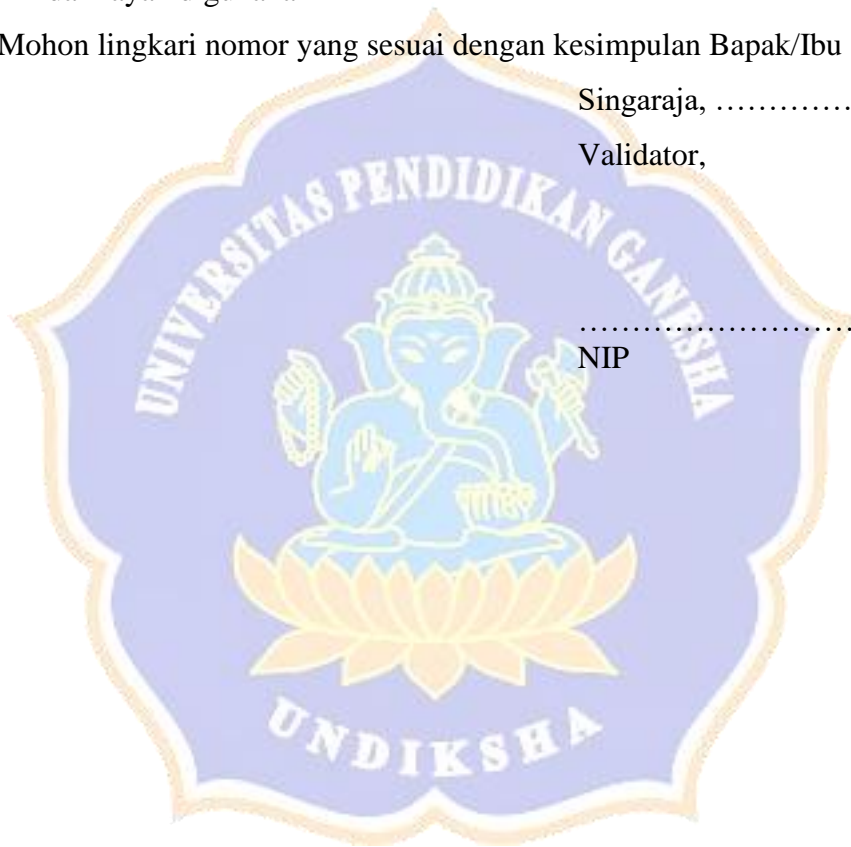 Mohon lingkari nomor yang sesuai dengan kesimpulan Bapak/Ibu
Singaraja, ………….
Validator,
UNIVERSITAS PENDIDIKAN GANESHA
………………………
NIP
UNDIKSHA